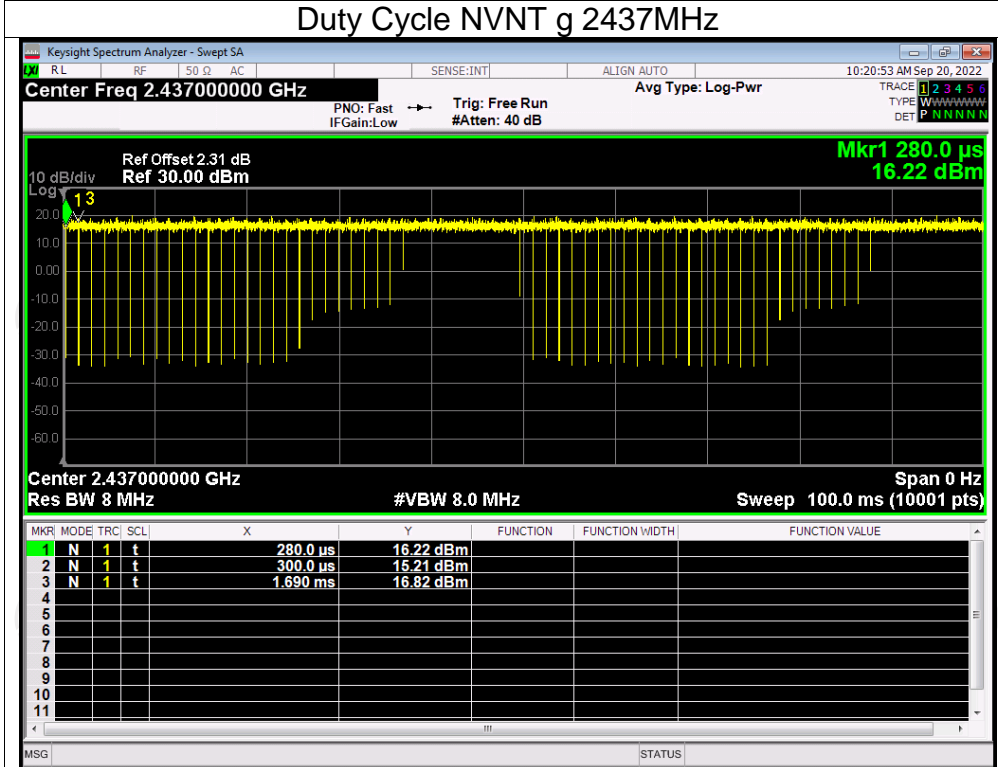 Duty Cycle NVNT g 2437MHz
Keysight Spectrum Analyzer - Swept SA
LXI RL RF 50 Ω AC SENSE:INT ALIGN AUTO 10:20:53 AM Sep 20, 2022
Center Freq 2.437000000 GHz Avg Type: Log-Pwr TRACE 1 2 3 4 5 6
PNO: Fast Trig: Free Run TYPE WWWWWW
IFGain:Low #Atten: 40 dB DET P N N N N N
Mkr1 280.0 µs
16.22 dBm
Ref Offset 2.31 dB
10 dB/div Ref 30.00 dBm
Log
1 3
20.0
10.0
0.00
-10.0
-20.0
-30.0
-40.0
-50.0
-60.0
Center 2.437000000 GHz Span 0 Hz
Res BW 8 MHz #VBW 8.0 MHz Sweep 100.0 ms (10001 pts)
MKR MODE TRC SCL X Y FUNCTION FUNCTION WIDTH FUNCTION VALUE
1 N 1 t 280.0 µs 16.22 dBm
2 N 1 t 300.0 µs 15.21 dBm
3 N 1 t 1.690 ms 16.82 dBm
4
5
6
7
8
9
10
11
MSG STATUS